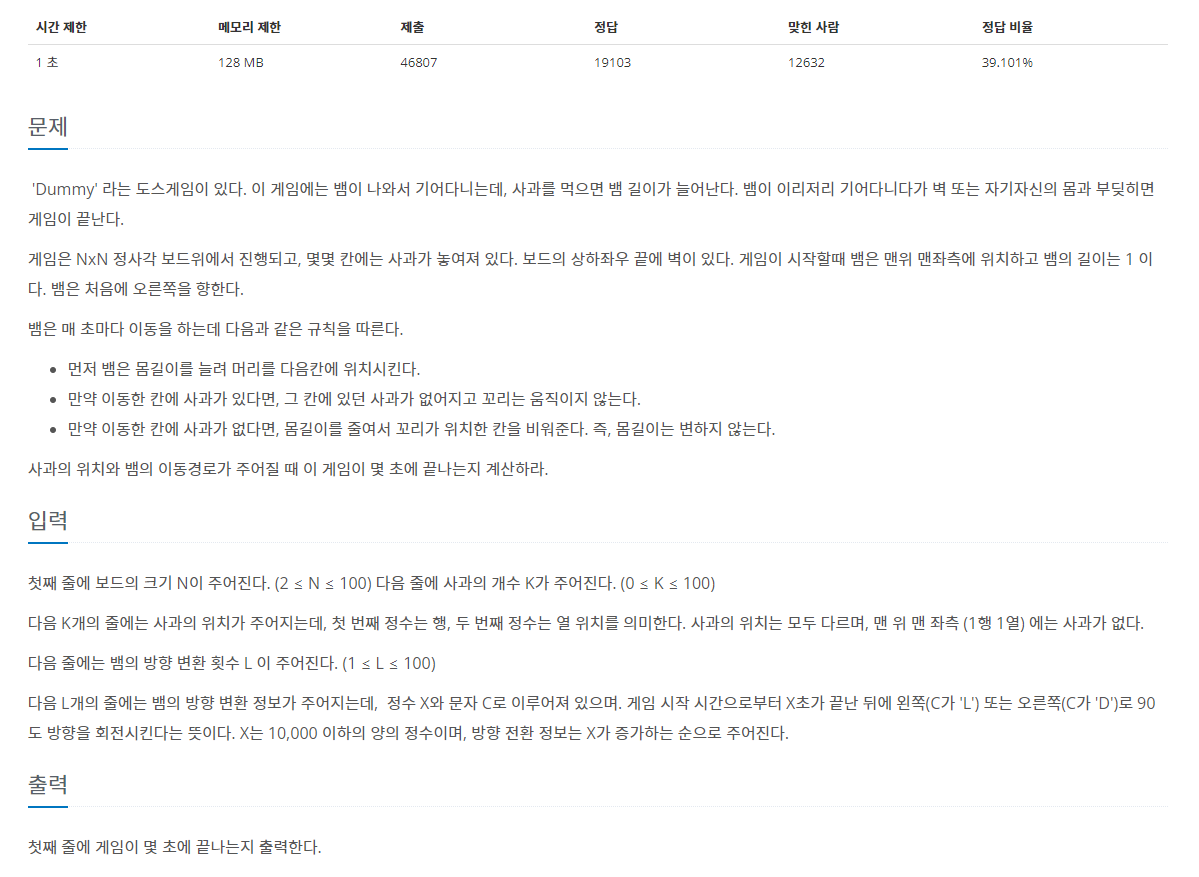 시간 제한 메모리 제한 제출 정답 맞힌 사람 정답 비율
1 초 128 MB 46807 19103 12632 39.101%
문제
'Dummy' 라는 도스게임이 있다. 이 게임에는 뱀이 나와서 기어다니는데, 사과를 먹으면 뱀 길이가 늘어난다. 뱀이 이리저리 기어다니다가 벽 또는 자기자신의 몸과 부딪히면
게임이 끝난다.
게임은 NxN 정사각 보드위에서 진행되고, 몇몇 칸에는 사과가 놓여져 있다. 보드의 상하좌우 끝에 벽이 있다. 게임이 시작할때 뱀은 맨위 맨좌측에 위치하고 뱀의 길이는 1 이
다. 뱀은 처음에 오른쪽을 향한다.
뱀은 매 초마다 이동을 하는데 다음과 같은 규칙을 따른다.
• 먼저 뱀은 몸길이를 늘려 머리를 다음칸에 위치시킨다.
• 만약 이동한 칸에 사과가 있다면, 그 칸에 있던 사과가 없어지고 꼬리는 움직이지 않는다.
• 만약 이동한 칸에 사과가 없다면, 몸길이를 줄여서 꼬리가 위치한 칸을 비워준다. 즉, 몸길이는 변하지 않는다.
사과의 위치와 뱀의 이동경로가 주어질 때 이 게임이 몇 초에 끝나는지 계산하라.
입력
첫째 줄에 보드의 크기 N이 주어진다. (2 ≤ N ≤ 100) 다음 줄에 사과의 개수 K가 주어진다. (0 ≤ K ≤ 100)
다음 K개의 줄에는 사과의 위치가 주어지는데, 첫 번째 정수는 행, 두 번째 정수는 열 위치를 의미한다. 사과의 위치는 모두 다르며, 맨 위 맨 좌측 (1행 1열) 에는 사과가 없다.
다음 줄에는 뱀의 방향 변환 횟수 L 이 주어진다. (1 ≤ L ≤ 100)
다음 L개의 줄에는 뱀의 방향 변환 정보가 주어지는데, 정수 X와 문자 C로 이루어져 있으며. 게임 시작 시간으로부터 X초가 끝난 뒤에 왼쪽(C가 'L') 또는 오른쪽(C가 'D')로 90
도 방향을 회전시킨다는 뜻이다. X는 10,000 이하의 양의 정수이며, 방향 전환 정보는 X가 증가하는 순으로 주어진다.
출력
첫째 줄에 게임이 몇 초에 끝나는지 출력한다.